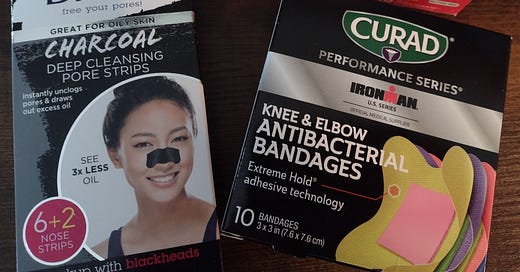 free your pores!
GREAT FOR OILY SKIN
CHARCOAL
DEEP CLEANSING
PORE STRIPS
Instantly unclogs
pores & draws
out excess oil
SEE
3x LESS
OIL
6+2
NOSE
STRIPS
with blackheads
CURAD
PERFORMANCE SERIES®
IRONMAN
U.S. SERIES
OFFICIAL MEDICAL SUPPLIER
KNEE & ELBOW
ANTIBACTERIAL
BANDAGES
Extreme Hold®
adhesive technology
10 BANDAGES
3 x 3 in (7.6 x 7.6 cm)